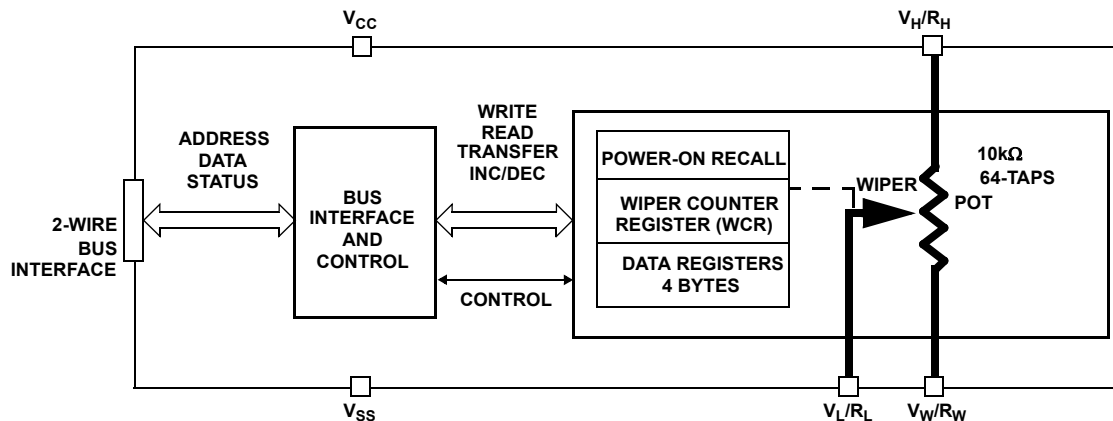 VCC
VH/RH
ADDRESS
DATA
STATUS
WRITE
READ
TRANSFER
INC/DEC
2-WIRE
BUS
INTERFACE
BUS
INTERFACE
AND
CONTROL
CONTROL
POWER-ON RECALL
WIPER COUNTER
REGISTER (WCR)
DATA REGISTERS
4 BYTES
WIPER
10kΩ
64-TAPS
POT
VSS
VL/RL
VW/RW